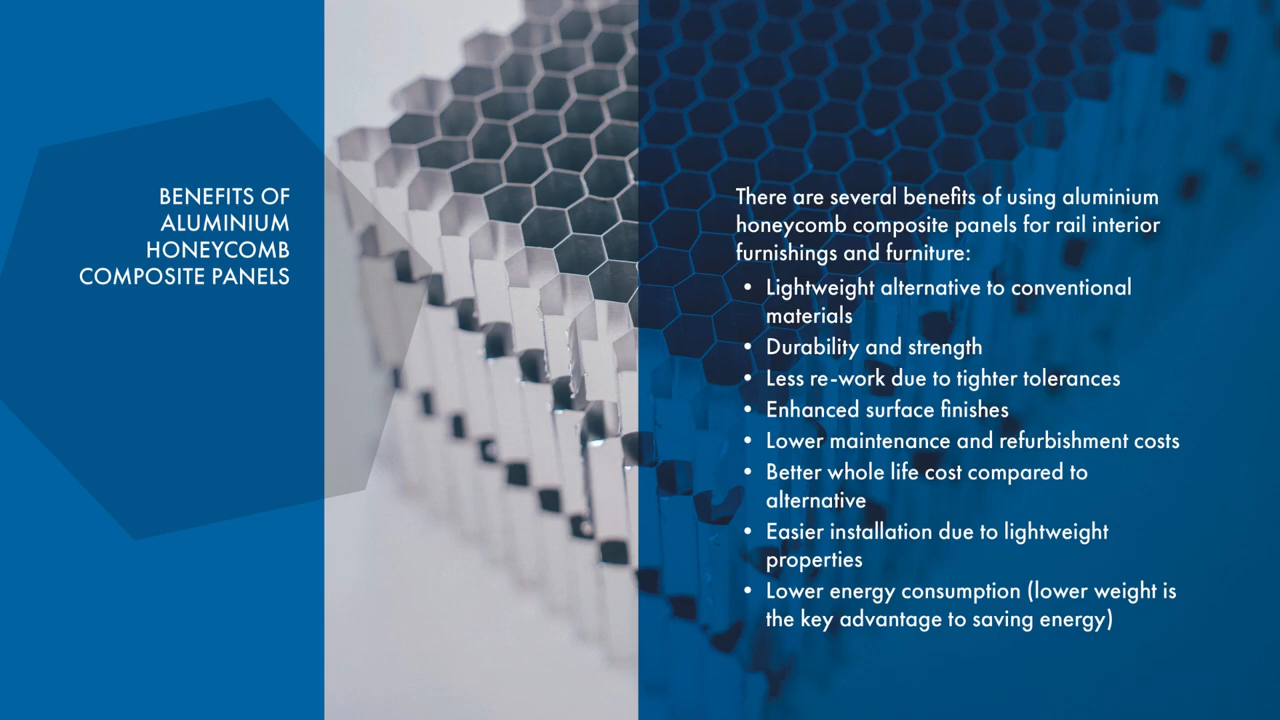 BENEFITS OF
ALUMINIUM
HONEYCOMB
COMPOSITE PANELS
There are several benefits of using aluminium
honeycomb composite panels for rail interior
furnishings and furniture:
• Lightweight alternative to conventional
materials
• Durability and strength
• Less re-work due to tighter tolerances
• Enhanced surface finishes
• Lower maintenance and refurbishment costs
• Better whole life cost compared to
alternative
• Easier installation due to lightweight
properties
• Lower energy consumption (lower weight is
the key advantage to saving energy)